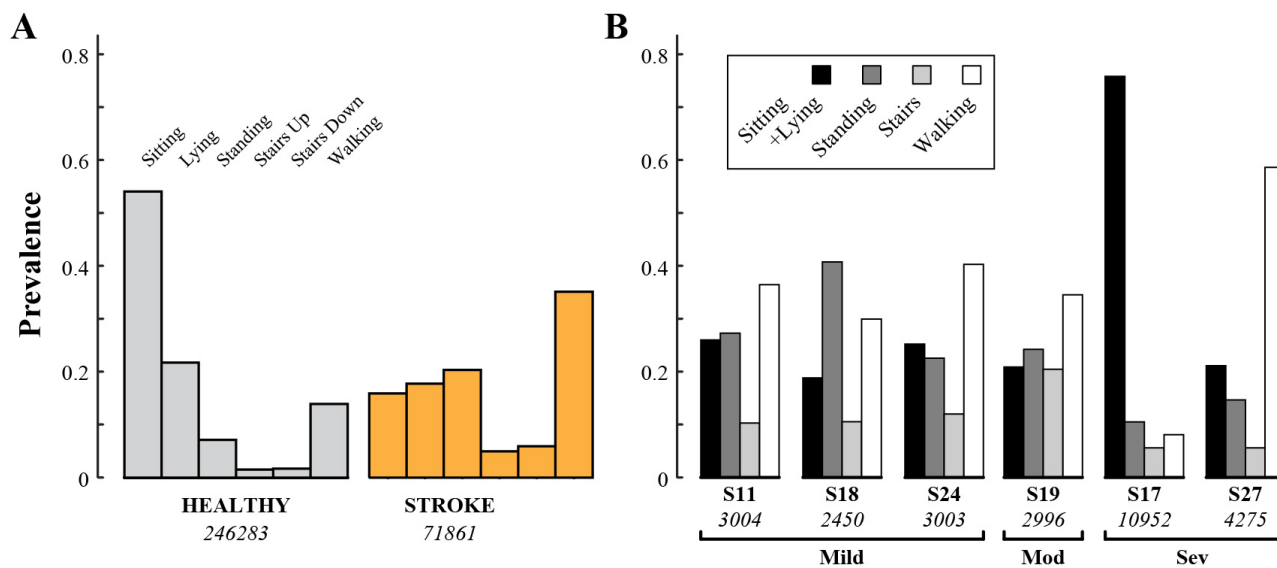 A
Prevalence
0.8
0.6
0.4
0.2
0
Sitting
Lying
Standing
Stairs Up
Stairs Down
Walking
HEALTHY
246283
STROKE
71861
B
0.8
0.6
0.4
0.2
0
Sitting
+Lying
Standing
Stairs
Walking
S11 S18 S24 S19 S17 S27
3004 2450 3003 2996 10952 4275
Mild Mod Sev